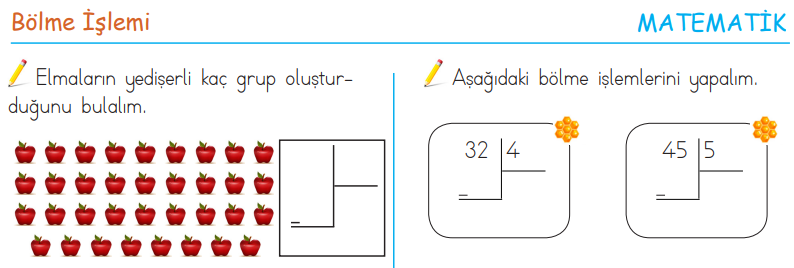 Bölme İşlemi
MATEMATİK
Elmaların yedişerli kaç grup oluştur-
duğunu bulalım.
Aşağıdaki bölme işlemlerini yapalım.
32 4
45 5